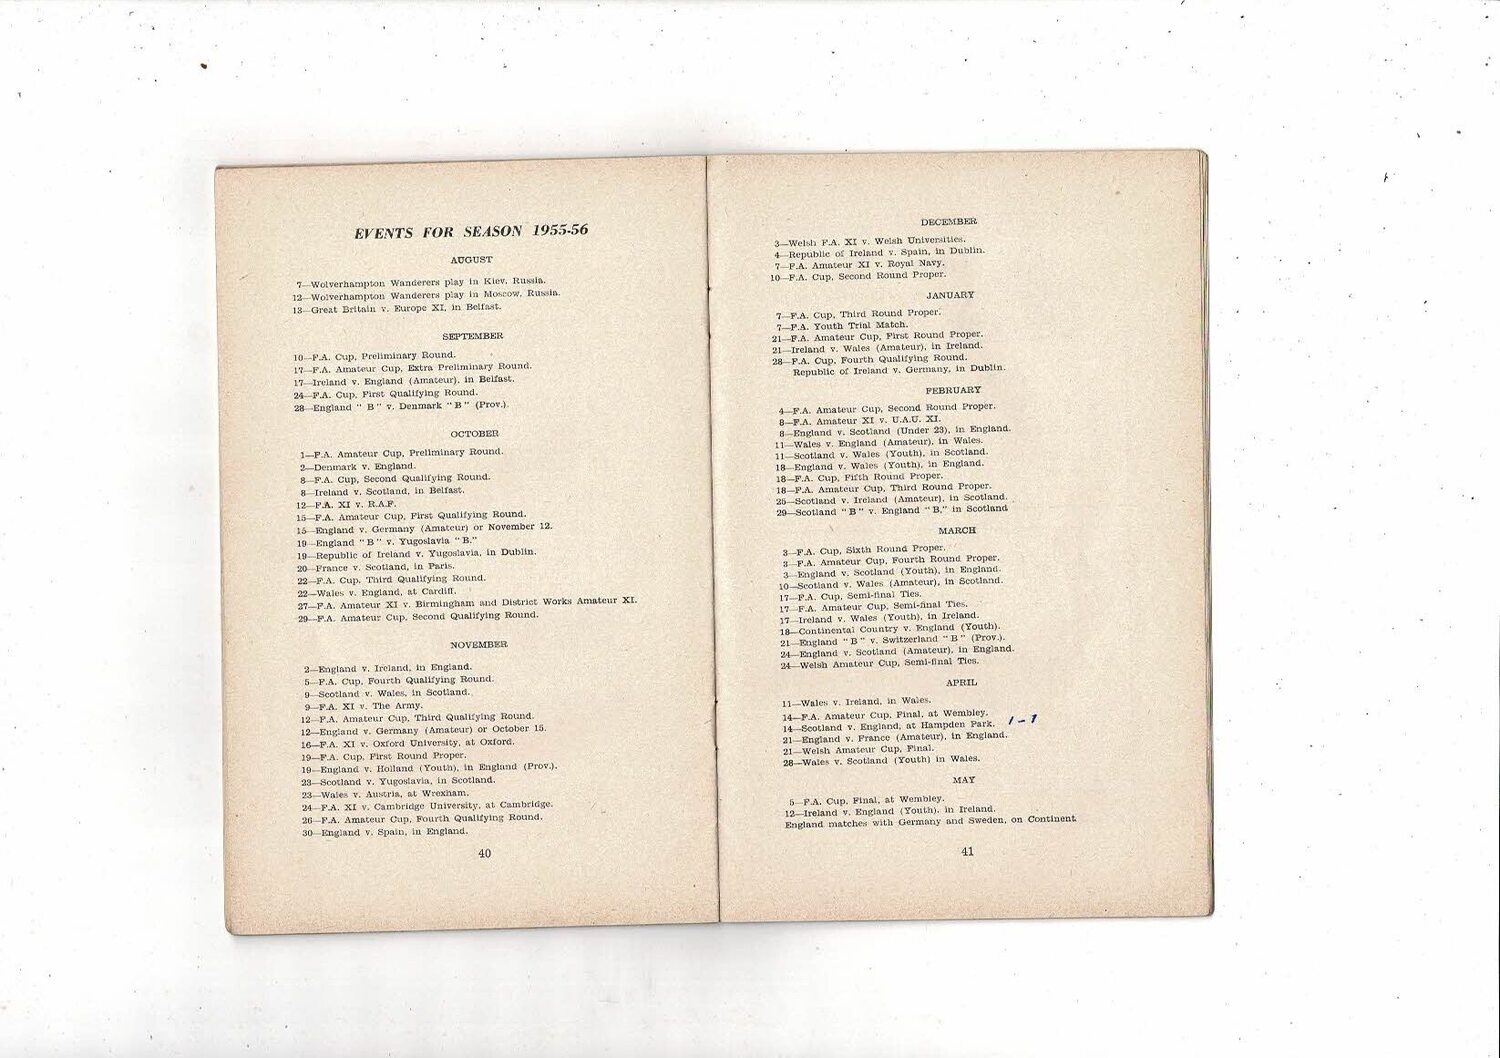 EVENTS FOR SEASON 1955-56
AUGUST
7—Wolverhampton Wanderers play in Kiev, Russia.
12—Wolverhampton Wanderers play in Moscow, Russia.
13—Great Britain v. Europe XI, in Belfast.
SEPTEMBER
10—F.A. Cup, Preliminary Round.
17—F.A. Amateur Cup, Extra Preliminary Round.
17—Ireland v. England (Amateur), in Belfast.
24—F.A. Cup, First Qualifying Round.
28—England "B" v. Denmark "B" (Prov.).
OCTOBER
1—F.A. Amateur Cup, Preliminary Round.
2—Denmark v. England.
8—F.A. Cup, Second Qualifying Round.
8—Ireland v. Scotland, in Belfast.
12—F.A. XI v. R.A.F.
15—F.A. Amateur Cup, First Qualifying Round.
15—England v. Germany (Amateur) or November 12.
19—England "B" v. Yugoslavia "B."
19—Republic of Ireland v. Yugoslavia, in Dublin.
20—France v. Scotland, in Paris.
22—F.A. Cup, Third Qualifying Round.
22—Wales v. England, at Cardiff.
27—F.A. Amateur XI v. Birmingham and District Works Amateur XI.
29—F.A. Amateur Cup, Second Qualifying Round.
NOVEMBER
2—England v. Ireland, in England.
5—F.A. Cup, Fourth Qualifying Round.
9—Scotland v. Wales, in Scotland.
9—F.A. XI v. The Army.
12—F.A. Amateur Cup, Third Qualifying Round.
12—England v. Germany (Amateur) or October 15.
16—F.A. XI v. Oxford University, at Oxford.
19—F.A. Cup, First Round Proper.
19—England v. Holland (Youth), in England (Prov.).
23—Scotland v. Yugoslavia, in Scotland.
23—Wales v. Austria, at Wrexham.
24—F.A. XI v. Cambridge University, at Cambridge.
26—F.A. Amateur Cup, Fourth Qualifying Round.
30—England v. Spain, in England.
40
DECEMBER
3—Welsh F.A. XI v. Welsh Universities.
4—Republic of Ireland v. Spain, in Dublin.
7—F.A. Amateur XI v. Royal Navy.
10—F.A. Cup, Second Round Proper.
JANUARY
7—F.A. Cup, Third Round Proper.
7—F.A. Youth Trial Match.
21—F.A. Amateur Cup, First Round Proper.
21—Ireland v. Wales (Amateur), in Ireland.
28—F.A. Cup, Fourth Qualifying Round.
Republic of Ireland v. Germany, in Dublin.
FEBRUARY
4—F.A. Amateur Cup, Second Round Proper.
8—F.A. Amateur XI v. U.A.U. XI.
8—England v. Scotland (Under 23), in England.
11—Wales v. England (Amateur), in Wales.
11—Scotland v. Wales (Youth), in Scotland.
18—England v. Wales (Youth), in England.
18—F.A. Cup, Fifth Round Proper.
18—F.A. Amateur Cup, Third Round Proper.
25—Scotland v. Ireland (Amateur), in Scotland.
29—Scotland "B" v. England "B," in Scotland
MARCH
3—F.A. Cup, Sixth Round Proper.
3—F.A. Amateur Cup, Fourth Round Proper.
3—England v. Scotland (Youth), in England.
10—Scotland v. Wales (Amateur), in Scotland.
17—F.A. Cup, Semi-final Ties.
17—F.A. Amateur Cup, Semi-final Ties.
17—Ireland v. Wales (Youth), in Ireland.
18—Continental Country v. England (Youth).
21—England "B" v. Switzerland "B" (Prov.).
24—England v. Scotland (Amateur), in England.
24—Welsh Amateur Cup, Semi-final Ties.
APRIL
11—Wales v. Ireland, in Wales.
14—F.A. Amateur Cup, Final, at Wembley.
14—Scotland v. England, at Hampden Park. 1-1
21—England v. France (Amateur), in England.
21—Welsh Amateur Cup, Final.
28—Wales v. Scotland (Youth) in Wales.
MAY
5—F.A. Cup, Final, at Wembley.
12—Ireland v. England (Youth), in Ireland.
England matches with Germany and Sweden, on Continent
41